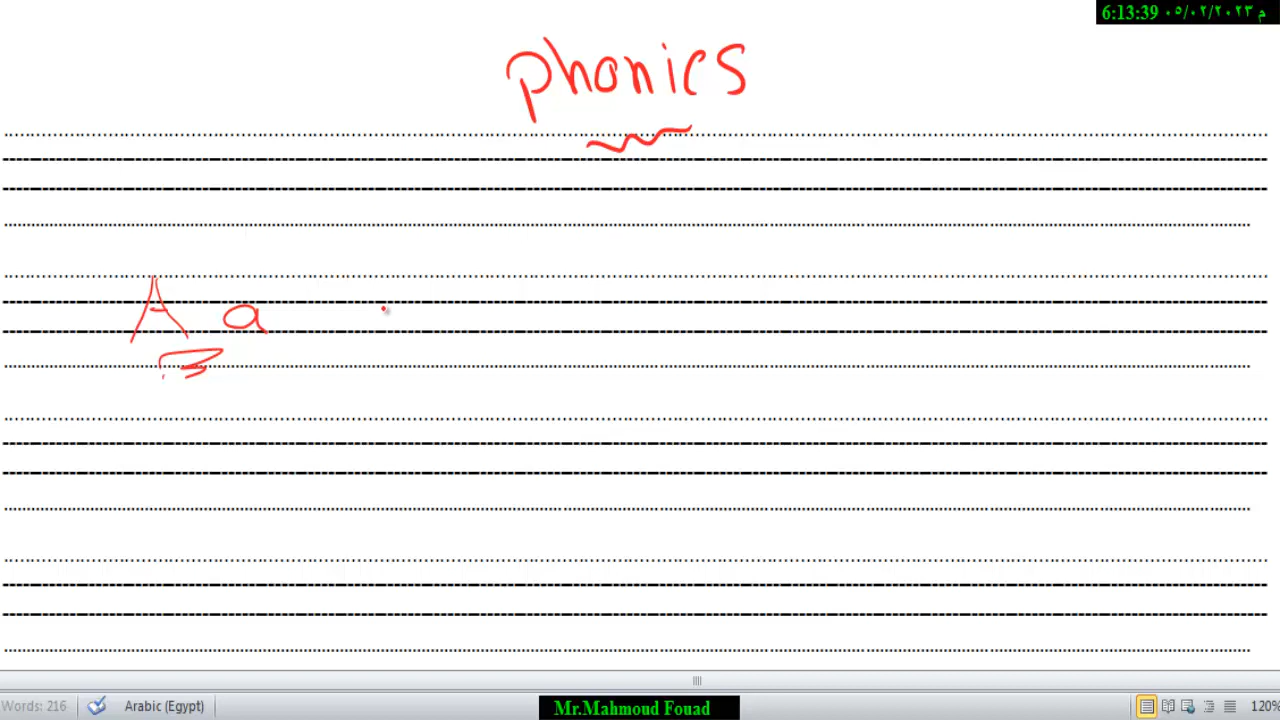 6:13:39 ٠٥/٠٢/٢٠٢٣ م
phonics
A a
Words: 216
Arabic (Egypt)
Mr.Mahmoud Fouad
120%